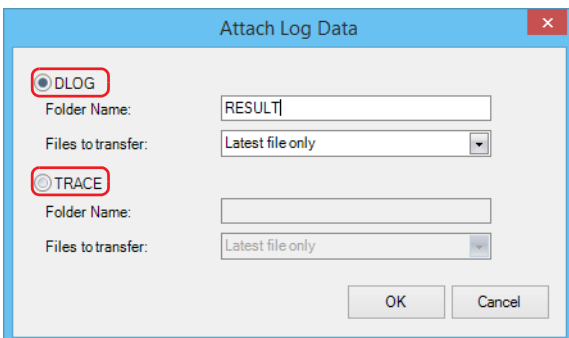 Attach Log Data
DLOG
Folder Name: RESULT
Files to transfer: Latest file only
TRACE
Folder Name:
Files to transfer: Latest file only
OK Cancel